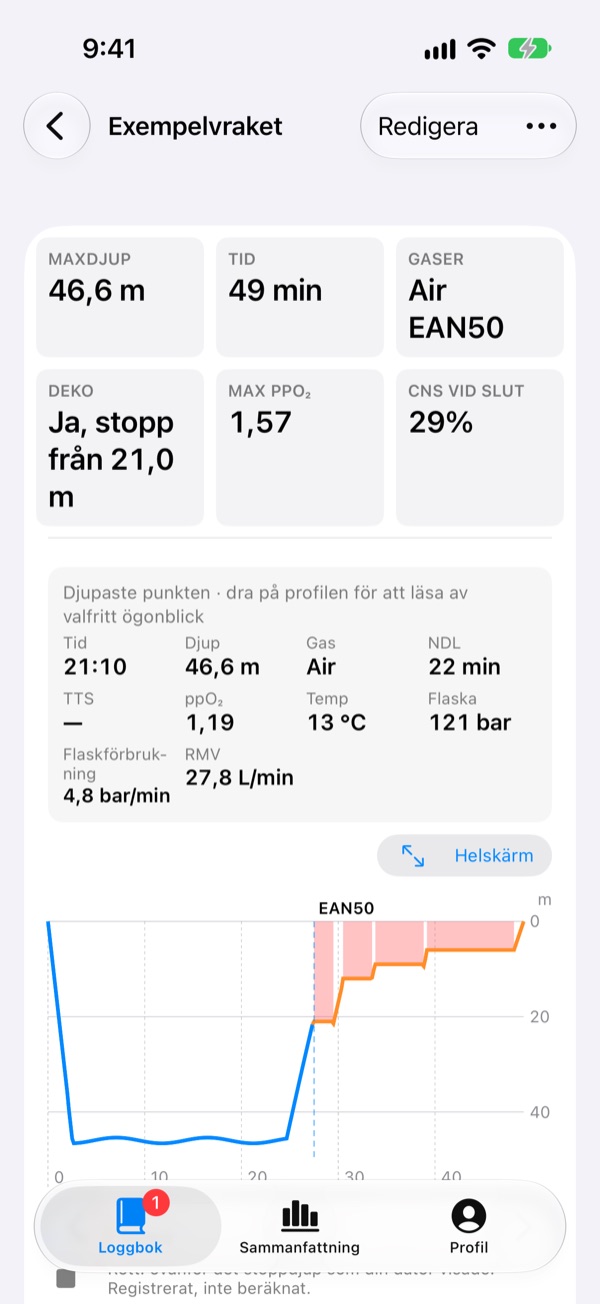 9:41
Exempelvraket
Redigera
MAXDJUP
46,6 m
TID
49 min
GASER
Air
EAN50
DEKO
Ja, stopp
från 21,0
m
MAX PPO₂
1,57
CNS VID SLUT
29%
Djupaste punkten · dra på profilen för att läsa av
valfritt ögonblick
Tid
21:10
Djup
46,6 m
Gas
Air
NDL
22 min
TTS
—
ppO₂
1,19
Temp
13 °C
Flaska
121 bar
Flaskförbruk-
ning
4,8 bar/min
RMV
27,8 L/min
Helskärm
EAN50
m
0
20
40
0
10
20
30
40
1
Loggbok
Sammanfattning
Profil
Registrerat, inte beräknat.